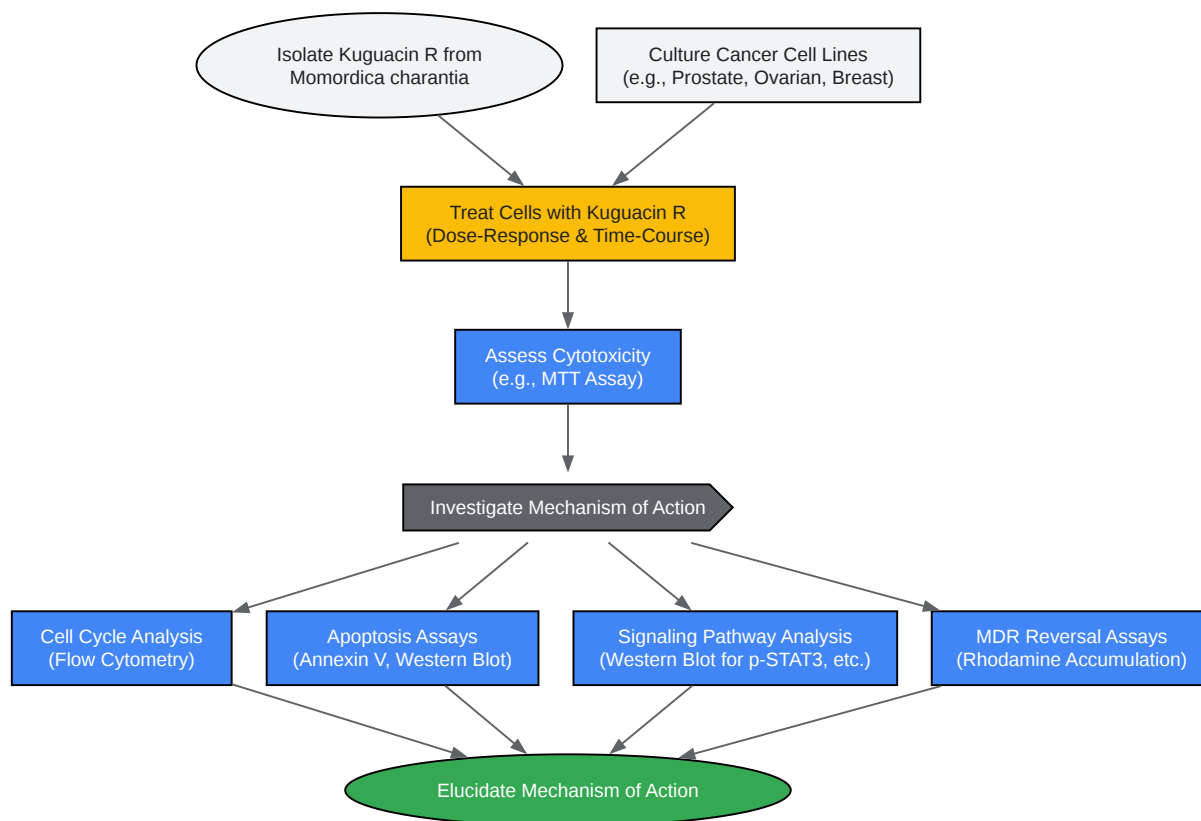 Isolate Kuguacin R from
Momordica charantia
Culture Cancer Cell Lines
(e.g., Prostate, Ovarian, Breast)
Treat Cells with Kuguacin R
(Dose-Response & Time-Course)
Assess Cytotoxicity
(e.g., MTT Assay)
Investigate Mechanism of Action
Cell Cycle Analysis
(Flow Cytometry)
Apoptosis Assays
(Annexin V, Western Blot)
Signaling Pathway Analysis
(Western Blot for p-STAT3, etc.)
MDR Reversal Assays
(Rhodamine Accumulation)
Elucidate Mechanism of Action